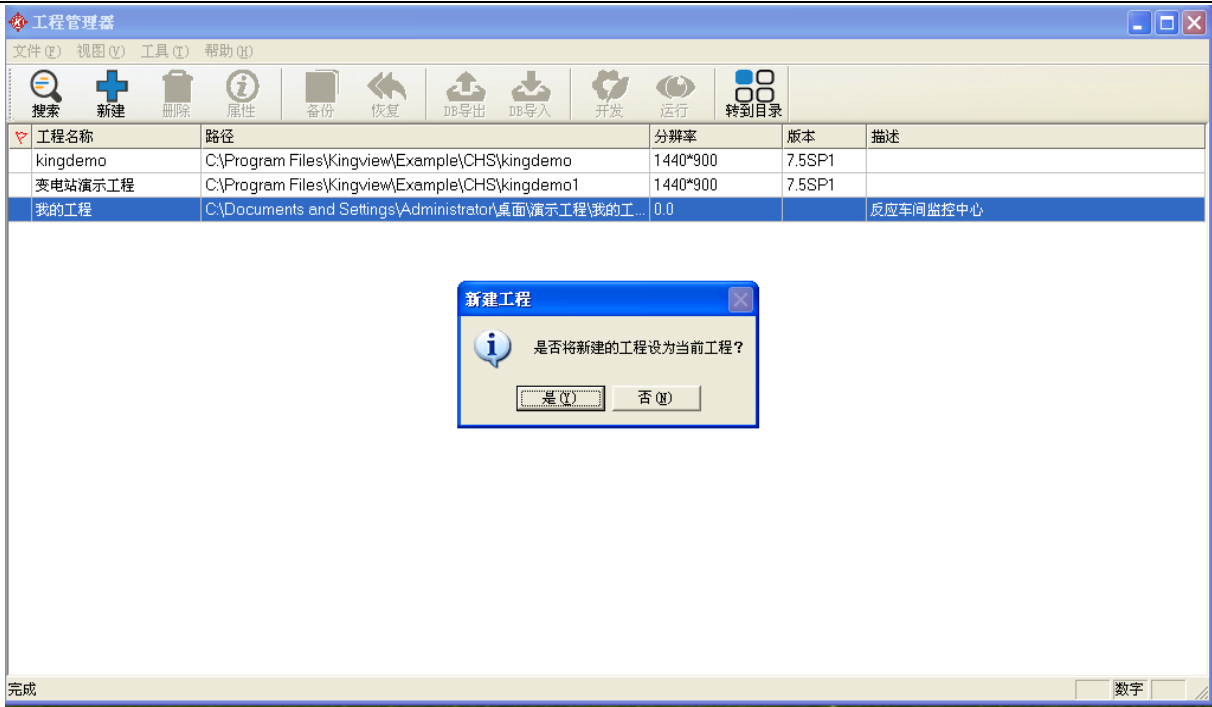 工程管理器
文件(F) 视图(V) 工具(T) 帮助(H)
搜索 新建 删除 属性 备份 恢复 DB导出 DB导入 开发 运行 转到目录
工程名称 路径 分辨率 版本 描述
kingdemo C:\Program Files\Kingview\Example\CHS\kingdemo 1440*900 7.5SP1
变电站演示工程 C:\Program Files\Kingview\Example\CHS\kingdemo1 1440*900 7.5SP1
我的工程 C:\Documents and Settings\Administrator\桌面\演示工程\我的工... 0.0 反应车间监控中心
新建工程
是否将新建的工程设为当前工程?
是(Y) 否(N)
完成 数字